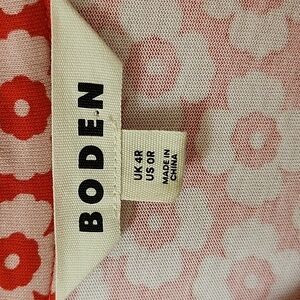 BODEN
UK 4R
US 0R
MADE IN
CHINA